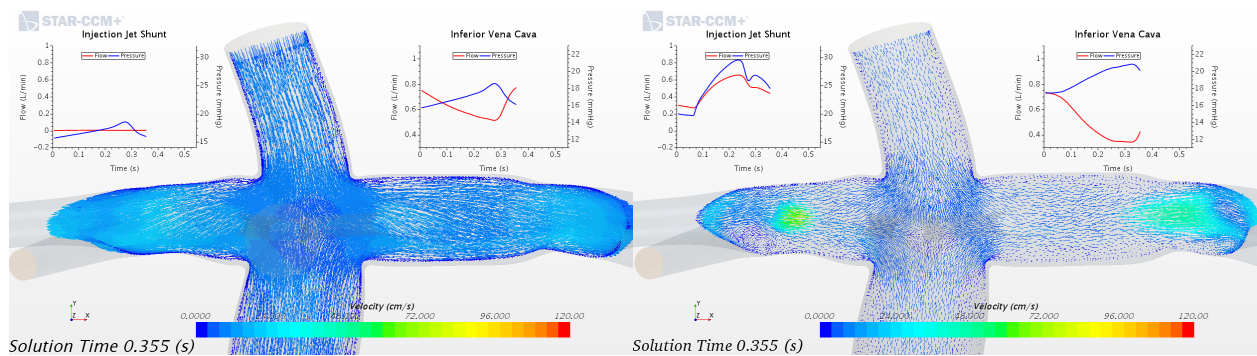 STAR-CCM+
Injection Jet Shunt
Inferior Vena Cava
Flow Pressure
Flow Pressure
1
0.8
0.6
0.4
0.2
0
-0.2
Flow (L/min)
30
25
20
15
Pressure (mmHg)
0 0.1 0.2 0.3 0.4 0.5
Time (s)
1
0.8
0.6
0.4
Flow (L/min)
22
20
18
16
14
12
Pressure (mmHg)
0 0.1 0.2 0.3 0.4 0.5
Time (s)
Y
Z X
Velocity (cm/s)
0.0000 24.000 48.000 72.000 96.000 120.00
Solution Time 0.355 (s)
STAR-CCM+
Injection Jet Shunt
Inferior Vena Cava
Flow Pressure
Flow Pressure
1
0.8
0.6
0.4
0.2
0
-0.2
Flow (L/min)
30
25
20
15
Pressure (mmHg)
0 0.1 0.2 0.3 0.4 0.5
Time (s)
1
0.8
0.6
0.4
Flow (L/min)
22
20
18
16
14
12
Pressure (mmHg)
0 0.1 0.2 0.3 0.4 0.5
Time (s)
Y
Z X
Velocity (cm/s)
0.0000 24.000 48.000 72.000 96.000 120.00
Solution Time 0.355 (s)